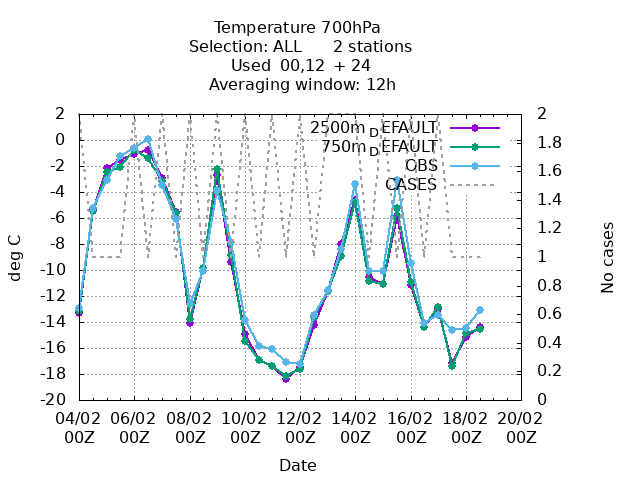 Temperature 700hPa
Selection: ALL 2 stations
Used 00,12 + 24
Averaging window: 12h
2500m DEFAULT
750m DEFAULT
OBS
CASES
deg C
No cases
2
0
-2
-4
-6
-8
-10
-12
-14
-16
-18
-20
2
1.8
1.6
1.4
1.2
1
0.8
0.6
0.4
0.2
0
04/02 06/02 08/02 10/02 12/02 14/02 16/02 18/02 20/02
00Z 00Z 00Z 00Z 00Z 00Z 00Z 00Z 00Z
Date